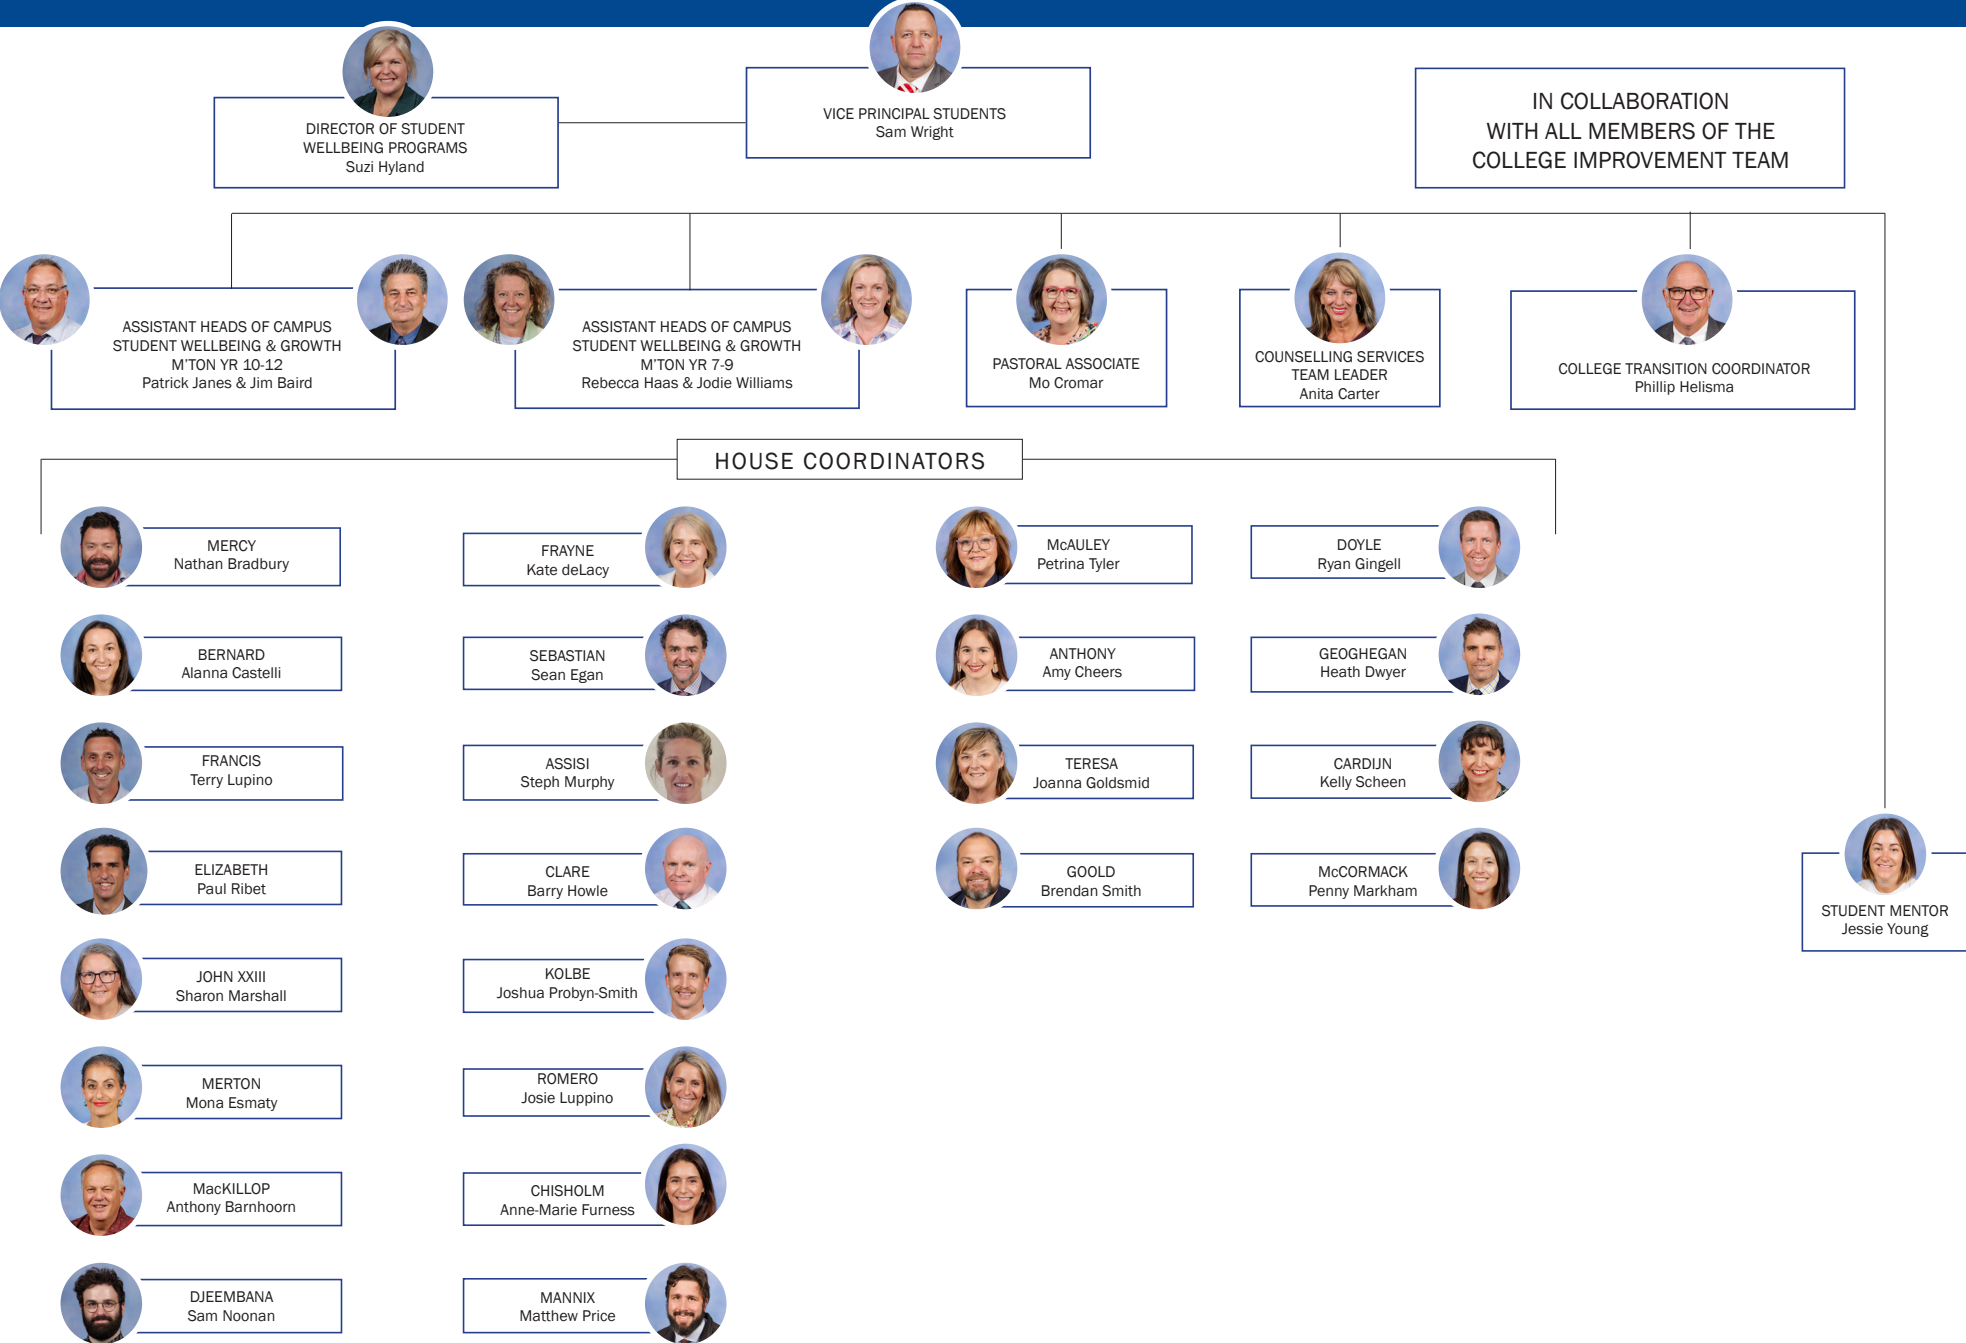 DIRECTOR OF STUDENT
WELLBEING PROGRAMS
Suzi Hyland
VICE PRINCIPAL STUDENTS
Sam Wright
IN COLLABORATION
WITH ALL MEMBERS OF THE
COLLEGE IMPROVEMENT TEAM
ASSISTANT HEADS OF CAMPUS
STUDENT WELLBEING & GROWTH
M'TON YR 10-12
Patrick Janes & Jim Baird
ASSISTANT HEADS OF CAMPUS
STUDENT WELLBEING & GROWTH
M'TON YR 7-9
Rebecca Haas & Jodie Williams
PASTORAL ASSOCIATE
Mo Cromar
COUNSELLING SERVICES
TEAM LEADER
Anita Carter
COLLEGE TRANSITION COORDINATOR
Phillip Helisma
HOUSE COORDINATORS
MERCY
Nathan Bradbury
FRAYNE
Kate deLacy
McAULEY
Petrina Tyler
DOYLE
Ryan Gingell
BERNARD
Alanna Castelli
SEBASTIAN
Sean Egan
ANTHONY
Amy Cheers
GEOGHEGAN
Heath Dwyer
FRANCIS
Terry Lupino
ASSISI
Steph Murphy
TERESA
Joanna Goldsmid
CARDIJN
Kelly Scheen
ELIZABETH
Paul Ribet
CLARE
Barry Howle
GOOLD
Brendan Smith
McCORMACK
Penny Markham
STUDENT MENTOR
Jessie Young
JOHN XXIII
Sharon Marshall
KOLBE
Joshua Probyn-Smith
MERTON
Mona Esmaty
ROMERO
Josie Luppino
MacKILLOP
Anthony Barnhoorn
CHISHOLM
Anne-Marie Furness
DJEEMBANA
Sam Noonan
MANNIX
Matthew Price